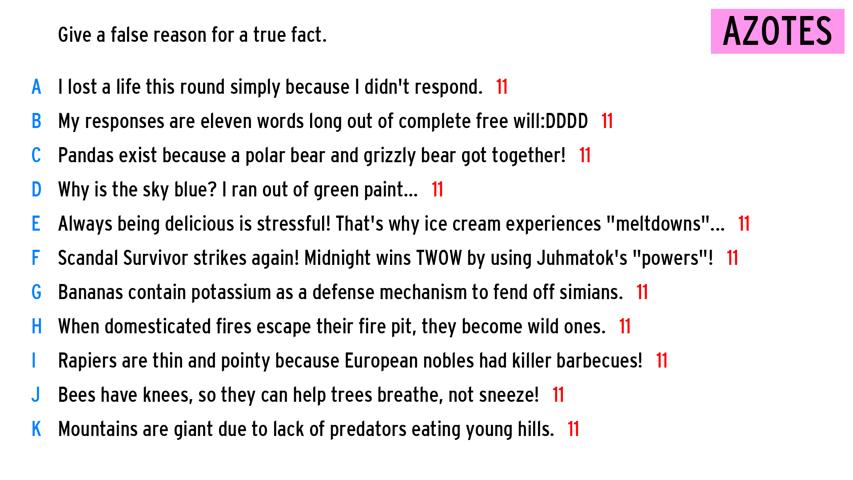 Give a false reason for a true fact.
AZOTES
A I lost a life this round simply because I didn't respond. 11
B My responses are eleven words long out of complete free will:DDDD 11
C Pandas exist because a polar bear and grizzly bear got together! 11
D Why is the sky blue? I ran out of green paint... 11
E Always being delicious is stressful! That's why ice cream experiences "meltdowns"... 11
F Scandal Survivor strikes again! Midnight wins TWOW by using Juhmatok's "powers"! 11
G Bananas contain potassium as a defense mechanism to fend off simians. 11
H When domesticated fires escape their fire pit, they become wild ones. 11
I Rapiers are thin and pointy because European nobles had killer barbecues! 11
J Bees have knees, so they can help trees breathe, not sneeze! 11
K Mountains are giant due to lack of predators eating young hills. 11